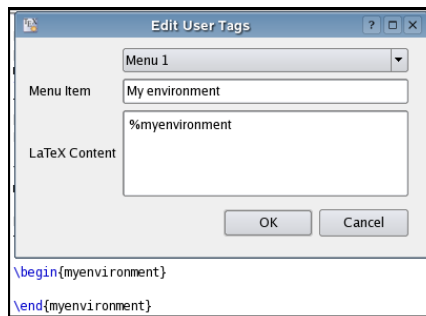 Edit User Tags
Menu 1
Menu Item My environment
LaTeX Content %myenvironment
OK Cancel
\begin{myenvironment}
\end{myenvironment}